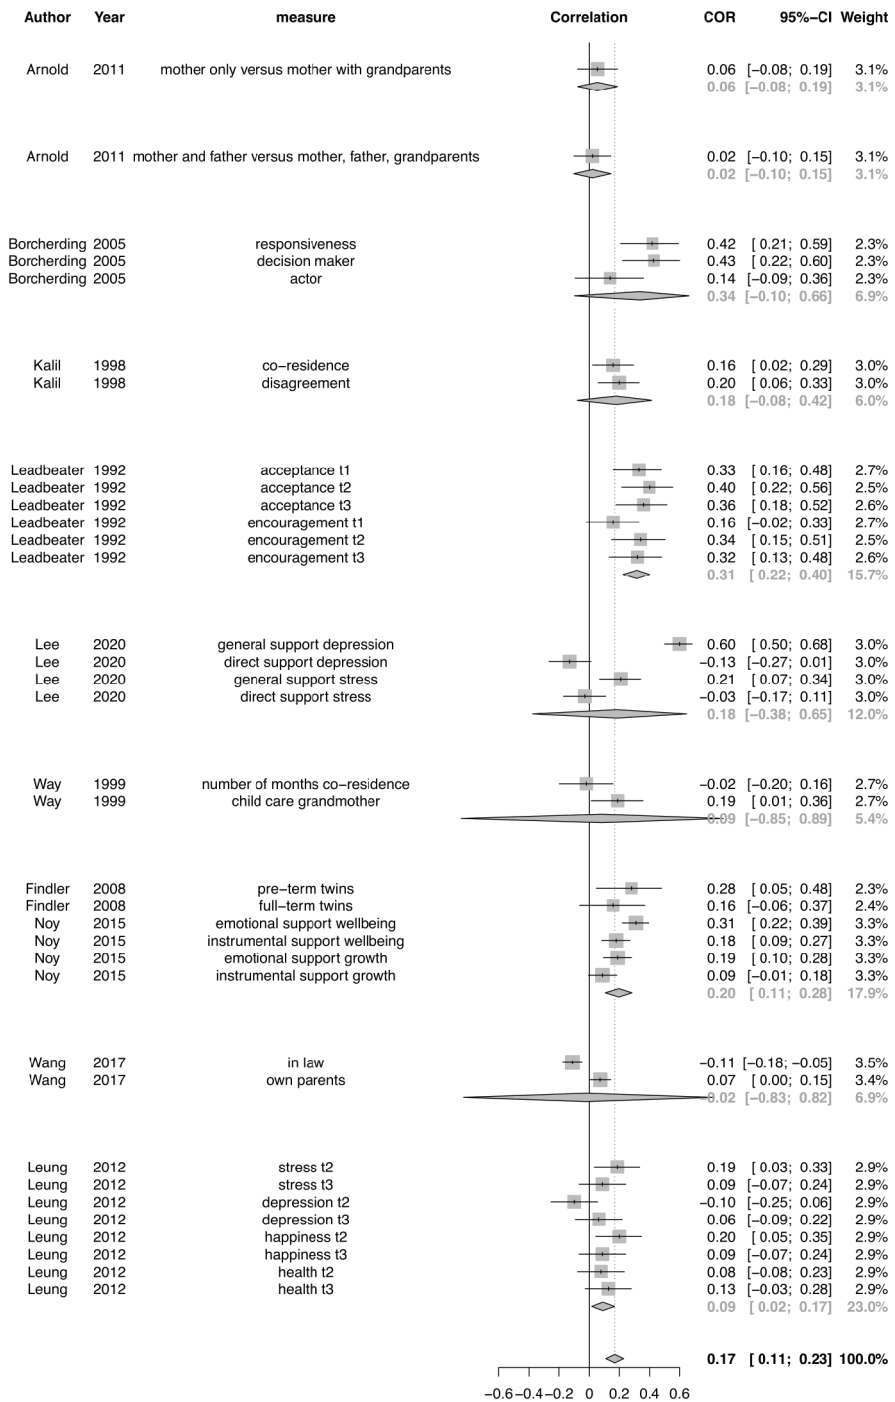 Author Year measure Correlation COR 95%−CI Weight
Arnold 2011 mother only versus mother with grandparents 0.06 [−0.08; 0.19] 3.1%
0.06 [−0.08; 0.19] 3.1%
Arnold 2011 mother and father versus mother, father, grandparents 0.02 [−0.10; 0.15] 3.1%
0.02 [−0.10; 0.15] 3.1%
Borcherding 2005 responsiveness 0.42 [ 0.21; 0.59] 2.3%
Borcherding 2005 decision maker 0.43 [ 0.22; 0.60] 2.3%
Borcherding 2005 actor 0.14 [−0.09; 0.36] 2.3%
0.34 [−0.10; 0.66] 6.9%
Kalil 1998 co−residence 0.16 [ 0.02; 0.29] 3.0%
Kalil 1998 disagreement 0.20 [ 0.06; 0.33] 3.0%
0.18 [−0.08; 0.42] 6.0%
Leadbeater 1992 acceptance t1 0.33 [ 0.16; 0.48] 2.7%
Leadbeater 1992 acceptance t2 0.40 [ 0.22; 0.56] 2.5%
Leadbeater 1992 acceptance t3 0.36 [ 0.18; 0.52] 2.6%
Leadbeater 1992 encouragement t1 0.16 [−0.02; 0.33] 2.7%
Leadbeater 1992 encouragement t2 0.34 [ 0.15; 0.51] 2.5%
Leadbeater 1992 encouragement t3 0.32 [ 0.13; 0.48] 2.6%
0.31 [ 0.22; 0.40] 15.7%
Lee 2020 general support depression 0.60 [ 0.50; 0.68] 3.0%
Lee 2020 direct support depression −0.13 [−0.27; 0.01] 3.0%
Lee 2020 general support stress 0.21 [ 0.07; 0.34] 3.0%
Lee 2020 direct support stress −0.03 [−0.17; 0.11] 3.0%
0.18 [−0.38; 0.65] 12.0%
Way 1999 number of months co−residence −0.02 [−0.20; 0.16] 2.7%
Way 1999 child care grandmother 0.19 [ 0.01; 0.36] 2.7%
0.09 [−0.85; 0.89] 5.4%
Findler 2008 pre−term twins 0.28 [ 0.05; 0.48] 2.3%
Findler 2008 full−term twins 0.16 [−0.06; 0.37] 2.4%
Noy 2015 emotional support wellbeing 0.31 [ 0.22; 0.39] 3.3%
Noy 2015 instrumental support wellbeing 0.18 [ 0.09; 0.27] 3.3%
Noy 2015 emotional support growth 0.19 [ 0.10; 0.28] 3.3%
Noy 2015 instrumental support growth 0.09 [−0.01; 0.18] 3.3%
0.20 [ 0.11; 0.28] 17.9%
Wang 2017 in law −0.11 [−0.18; −0.05] 3.5%
Wang 2017 own parents 0.07 [ 0.00; 0.15] 3.4%
−0.02 [−0.83; 0.82] 6.9%
Leung 2012 stress t2 0.19 [ 0.03; 0.33] 2.9%
Leung 2012 stress t3 0.09 [−0.07; 0.24] 2.9%
Leung 2012 depression t2 −0.10 [−0.25; 0.06] 2.9%
Leung 2012 depression t3 0.06 [−0.09; 0.22] 2.9%
Leung 2012 happiness t2 0.20 [ 0.05; 0.35] 2.9%
Leung 2012 happiness t3 0.09 [−0.07; 0.24] 2.9%
Leung 2012 health t2 0.08 [−0.08; 0.23] 2.9%
Leung 2012 health t3 0.13 [−0.03; 0.28] 2.9%
0.09 [ 0.02; 0.17] 23.0%
0.17 [ 0.11; 0.23] 100.0%
−0.6 −0.4 −0.2 0 0.2 0.4 0.6